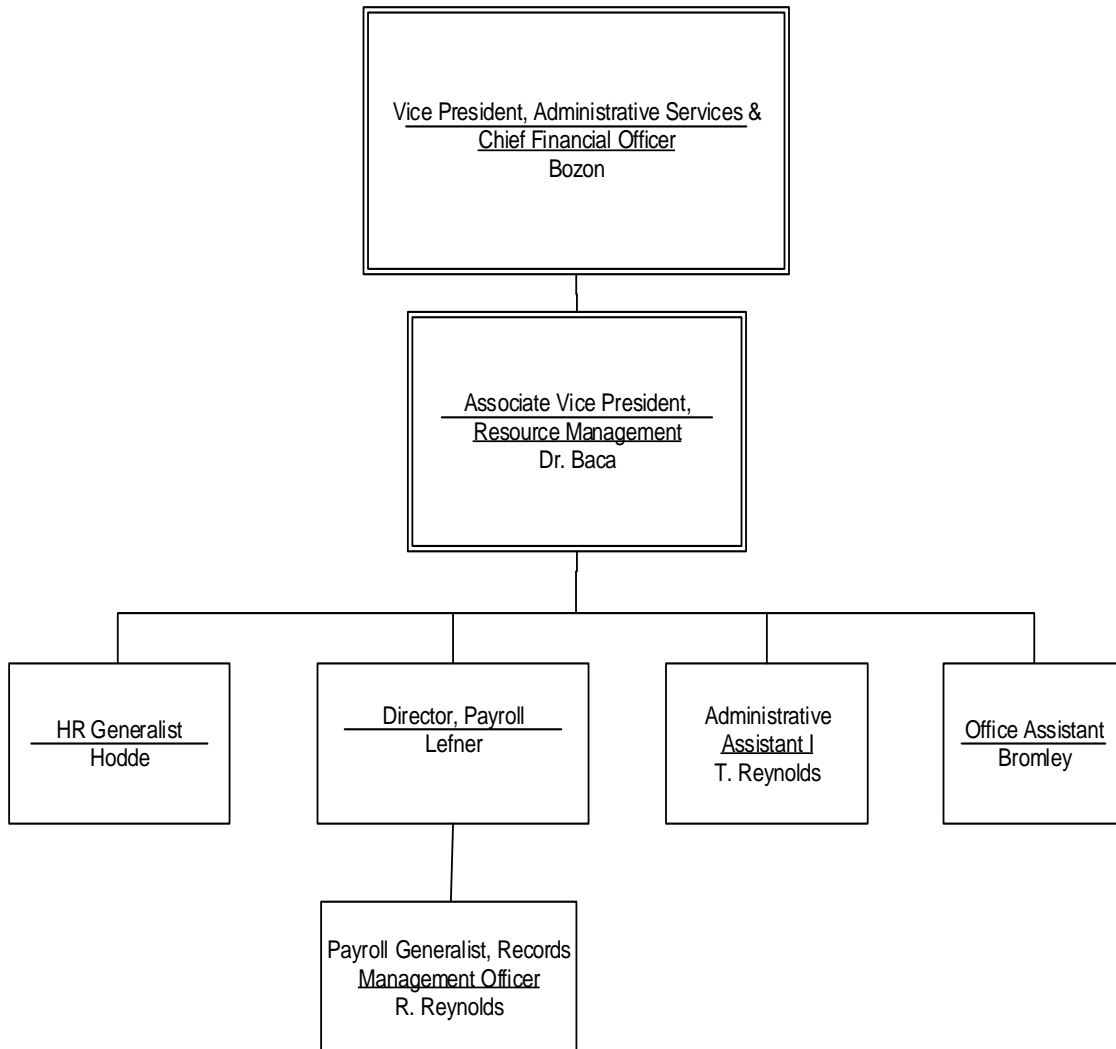 Vice President, Administrative Services &
Chief Financial Officer
Bozon
Associate Vice President,
Resource Management
Dr. Baca
HR Generalist
Hodde
Director, Payroll
Lefner
Administrative
Assistant I
T. Reynolds
Office Assistant
Bromley
Payroll Generalist, Records
Management Officer
R. Reynolds